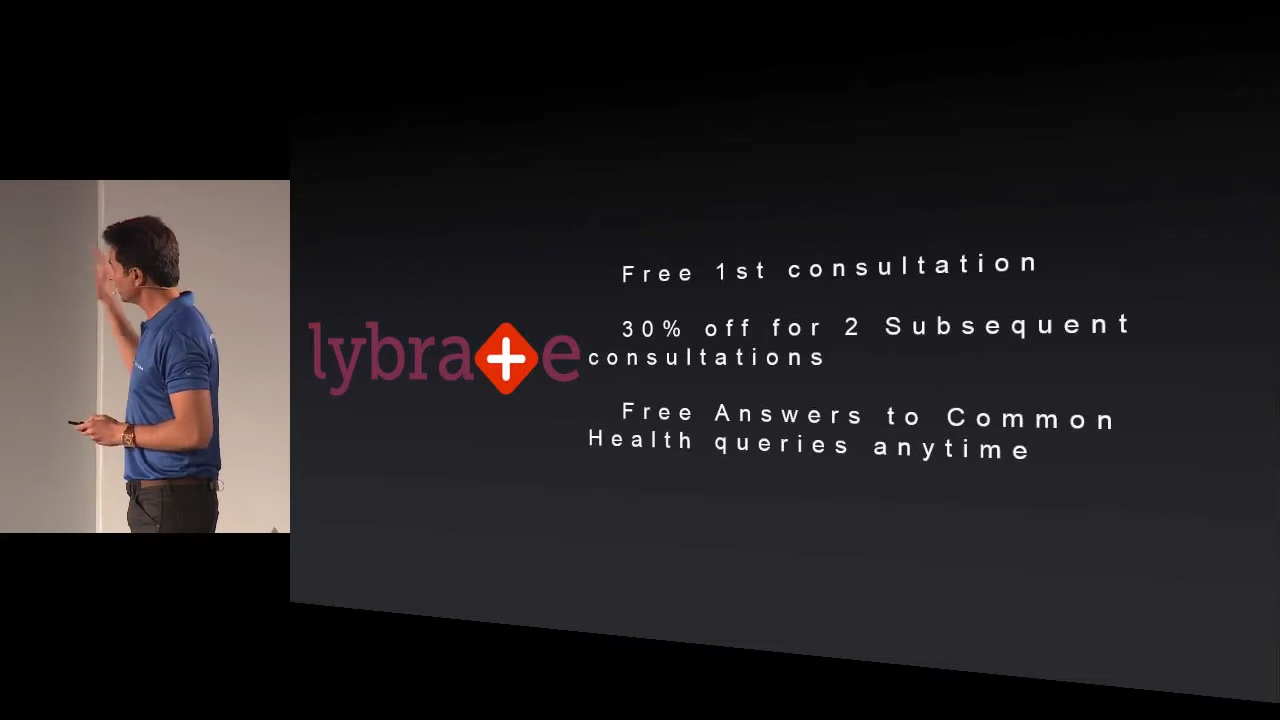 lybrate
Free 1st consultation
30% off for 2 Subsequent
consultations
Free Answers to Common
Health queries anytime